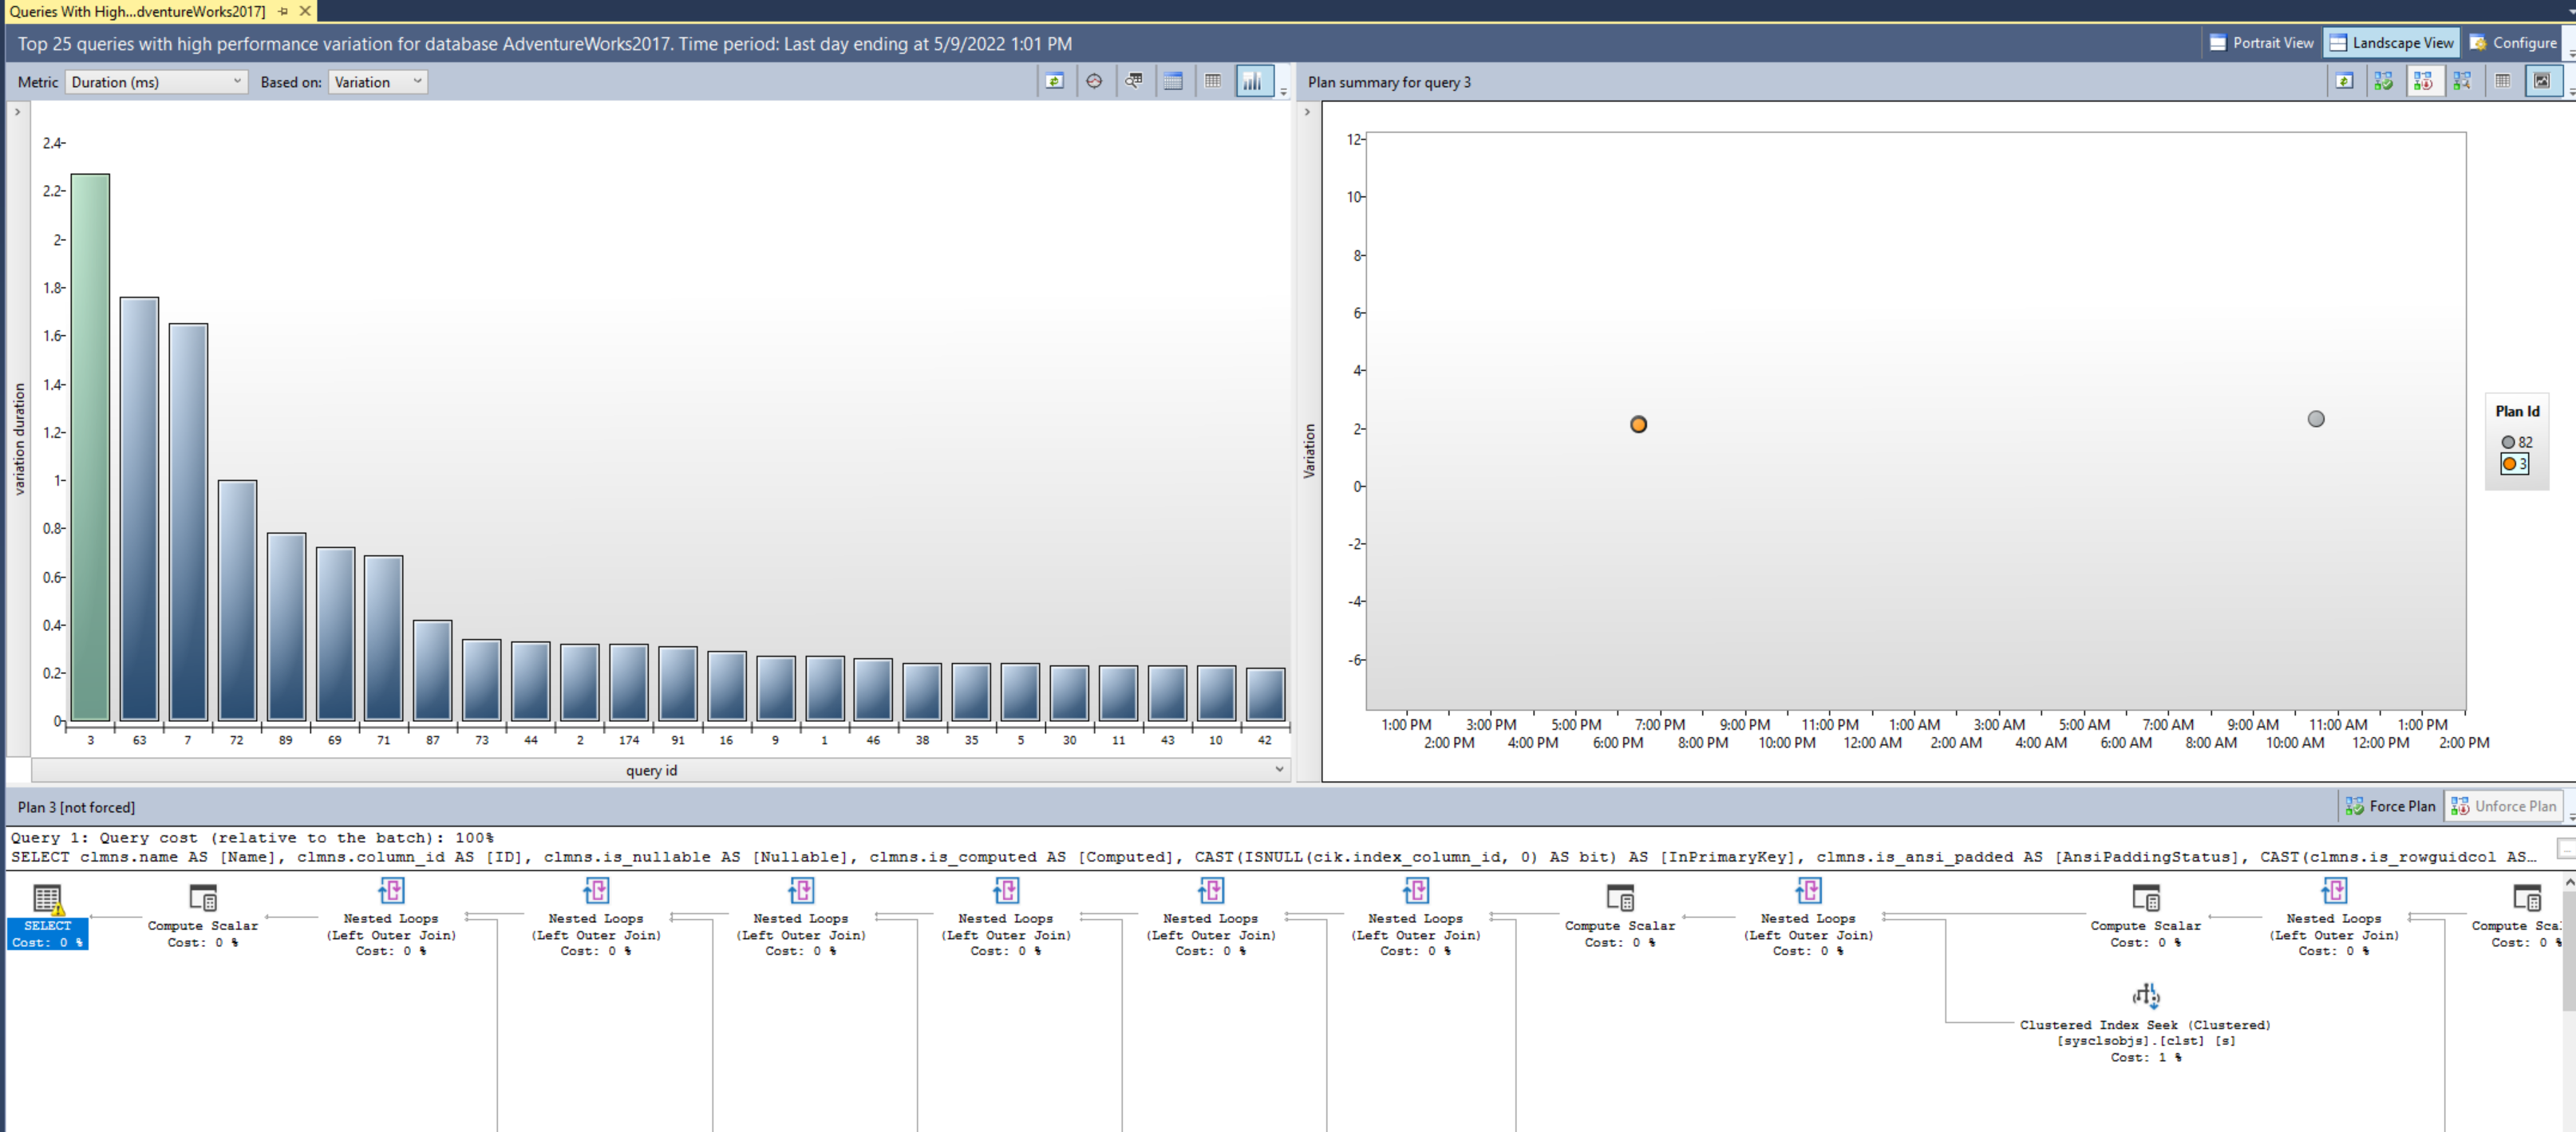 Queries With High...dventureWorks2017]
Top 25 queries with high performance variation for database AdventureWorks2017. Time period: Last day ending at 5/9/2022 1:01 PM
Portrait View
Landscape View
Configure
Metric
Duration (ms)
Based on:
Variation
variation duration
2.4
2.2
2
1.8
1.6
1.4
1.2
1
0.8
0.6
0.4
0.2
0
3 63 7 72 89 69 71 87 73 44 2 174 91 16 9 1 46 38 35 5 30 11 43 10 42
query id
Plan summary for query 3
Variation
12
10
8
6
4
2
0
-2
-4
-6
1:00 PM 3:00 PM 5:00 PM 7:00 PM 9:00 PM 11:00 PM 1:00 AM 3:00 AM 5:00 AM 7:00 AM 9:00 AM 11:00 AM 1:00 PM
2:00 PM 4:00 PM 6:00 PM 8:00 PM 10:00 PM 12:00 AM 2:00 AM 4:00 AM 6:00 AM 8:00 AM 10:00 AM 12:00 PM 2:00 PM
Plan Id
82
3
Plan 3 [not forced]
Force Plan
Unforce Plan
Query 1: Query cost (relative to the batch): 100%
SELECT clmns.name AS [Name], clmns.column_id AS [ID], clmns.is_nullable AS [Nullable], clmns.is_computed AS [Computed], CAST(ISNULL(cik.index_column_id, 0) AS bit) AS [InPrimaryKey], clmns.is_ansi_padded AS [AnsiPaddingStatus], CAST(clmns.is_rowguidcol AS...
SELECT
Cost: 0 %
Compute Scalar
Cost: 0 %
Nested Loops
(Left Outer Join)
Cost: 0 %
Nested Loops
(Left Outer Join)
Cost: 0 %
Nested Loops
(Left Outer Join)
Cost: 0 %
Nested Loops
(Left Outer Join)
Cost: 0 %
Nested Loops
(Left Outer Join)
Cost: 0 %
Nested Loops
(Left Outer Join)
Cost: 0 %
Compute Scalar
Cost: 0 %
Nested Loops
(Left Outer Join)
Cost: 0 %
Compute Scalar
Cost: 0 %
Nested Loops
(Left Outer Join)
Cost: 0 %
Compute Sca
Cost: 0 %
Clustered Index Seek (Clustered)
[sysclsobjs].[clst] [s]
Cost: 1 %